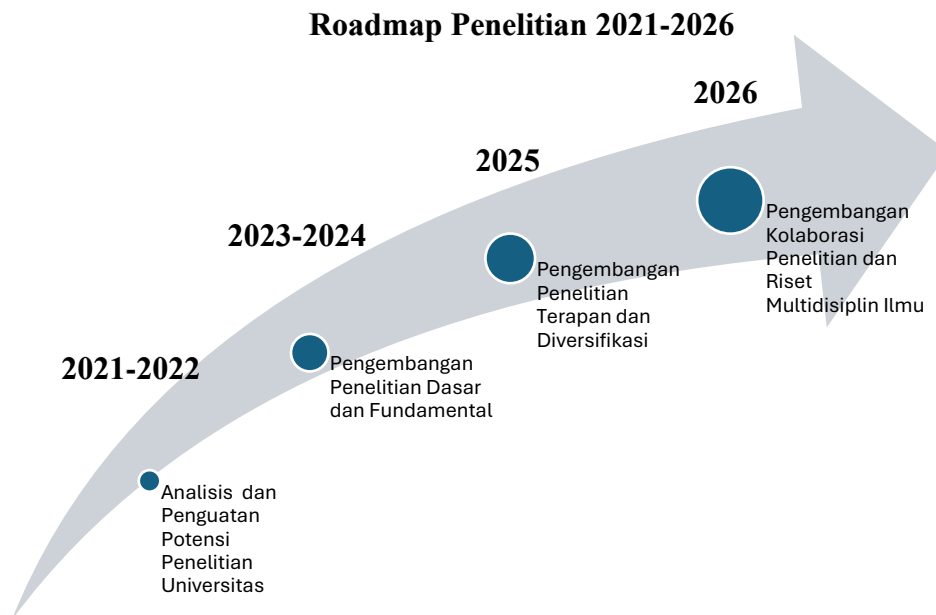 Roadmap Penelitian 2021-2026
2021-2022
Analisis dan
Penguatan
Potensi
Penelitian
Universitas
2023-2024
Pengembangan
Penelitian Dasar
dan Fundamental
2025
Pengembangan
Penelitian
Terapan dan
Diversifikasi
2026
Pengembangan
Kolaborasi
Penelitian dan
Riset
Multidisiplin Ilmu